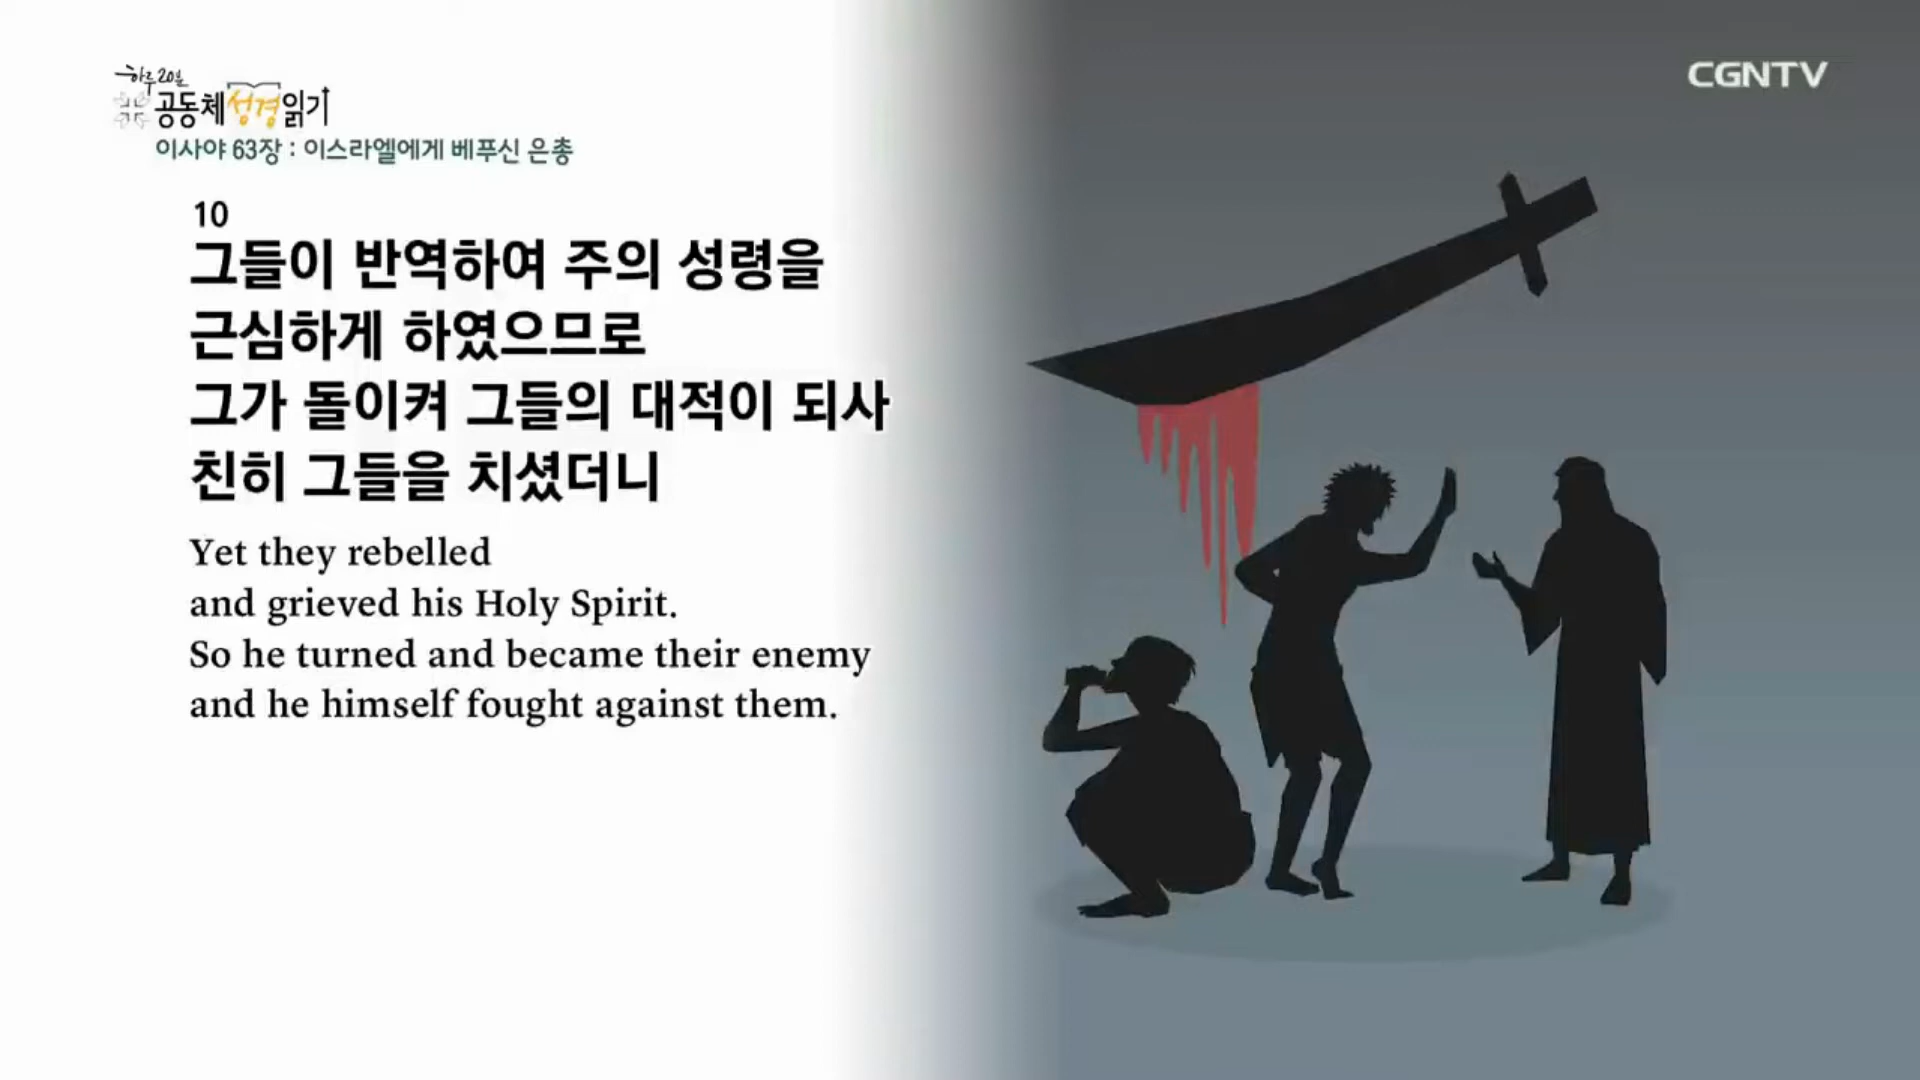 하루 20분
공동체성경읽기
CGNTV
이사야 63장 : 이스라엘에게 베푸신 은총
10
그들이 반역하여 주의 성령을
근심하게 하였으므로
그가 돌이켜 그들의 대적이 되사
친히 그들을 치셨더니
Yet they rebelled
and grieved his Holy Spirit.
So he turned and became their enemy
and he himself fought against them.